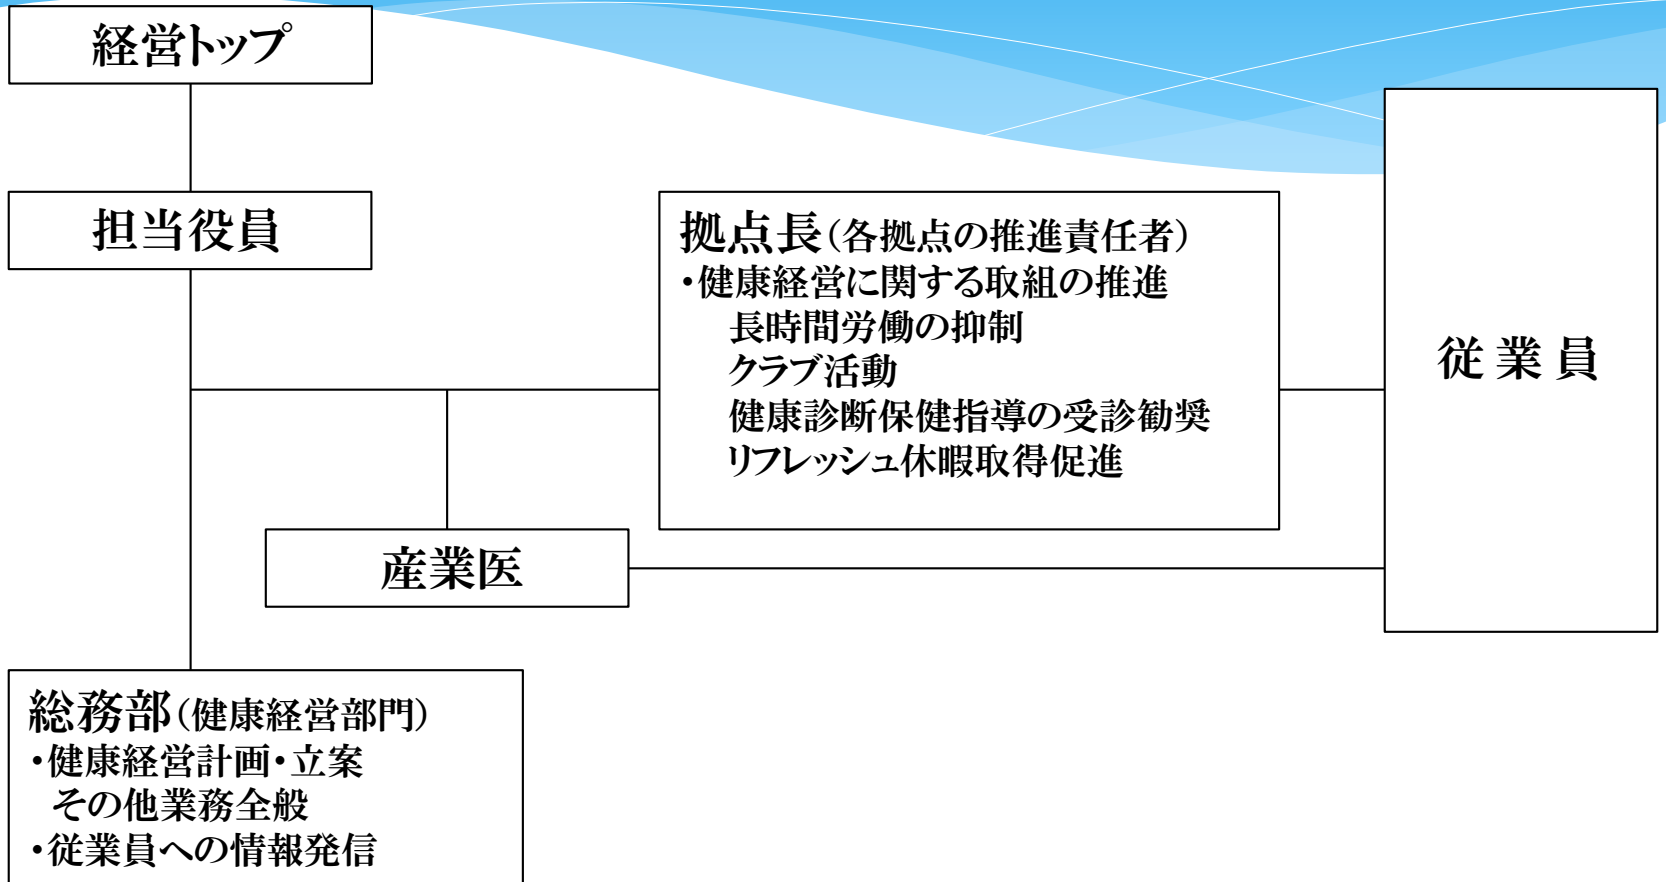 経営トップ
担当役員
拠点長(各拠点の推進責任者)
・健康経営に関する取組の推進
長時間労働の抑制
クラブ活動
健康診断保健指導の受診勧奨
リフレッシュ休暇取得促進
従業員
産業医
総務部(健康経営部門)
・健康経営計画・立案
その他業務全般
・従業員への情報発信